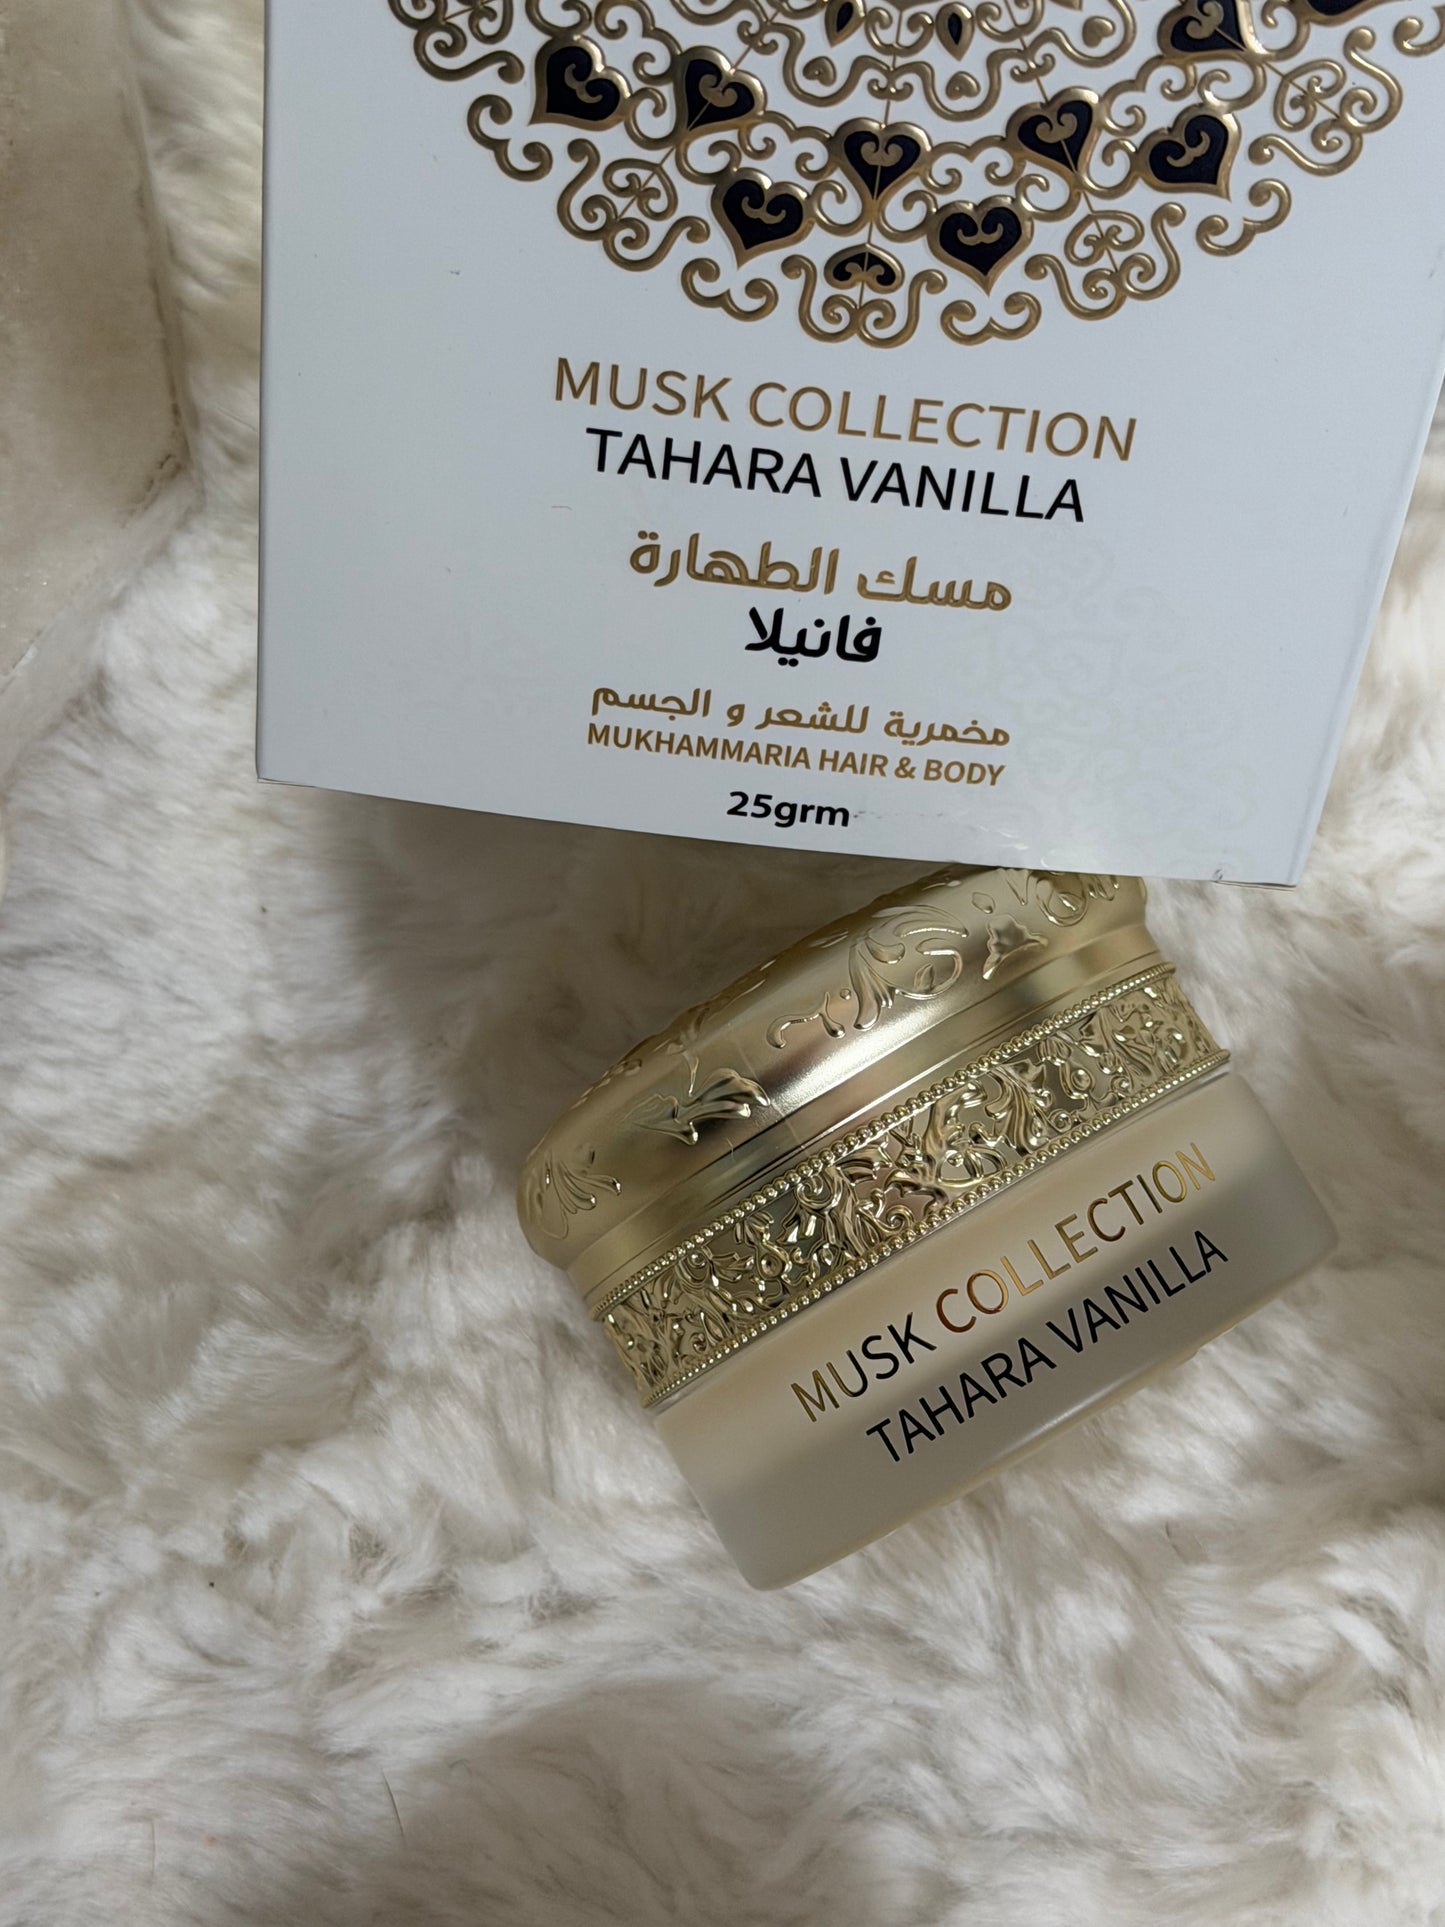 MUSK COLLECTION
TAHARA VANILLA
مسك الطهارة
فانيلا
مخمرية للشعر و الجسم
MUKHAMMARIA HAIR & BODY
25grm
MUSK COLLECTION
TAHARA VANILLA